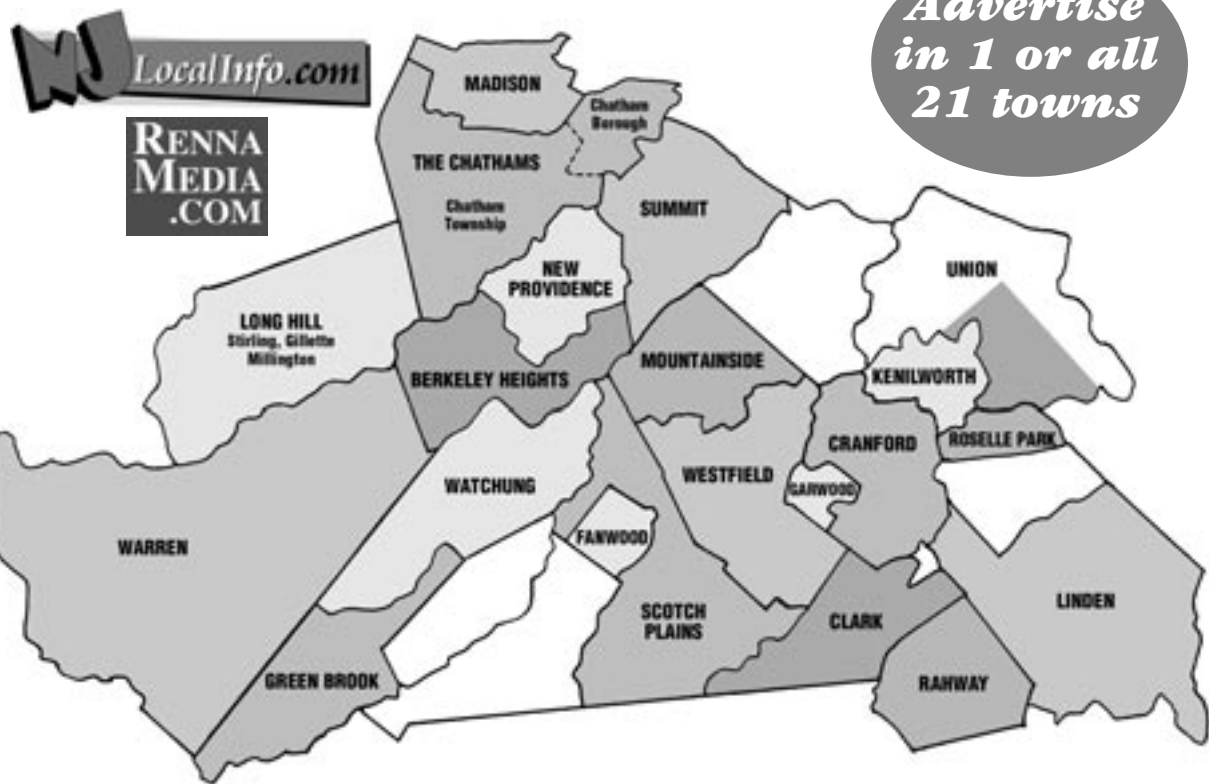 NJ LocalInfo.com
RENNA
MEDIA
.COM
Advertise
in 1 or all
21 towns
MADISON
Chatham
Borough
THE CHATHAMS
Chatham
Township
SUMMIT
NEW
PROVIDENCE
UNION
LONG HILL
Stirling, Gillette
Millington
BERKELEY HEIGHTS
MOUNTAINSIDE
KENILWORTH
CRANFORD
ROSELLE PARK
WATCHUNG
WESTFIELD
GARWOOD
WARREN
FANWOOD
SCOTCH
PLAINS
CLARK
LINDEN
GREEN BROOK
RAHWAY